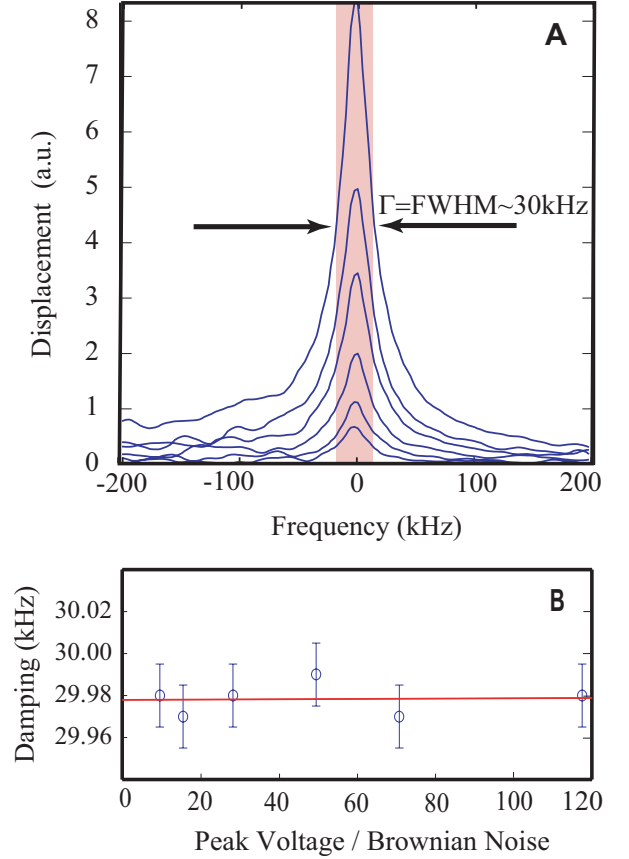 A
8
7
6
5
4
3
2
1
0
Displacement (a.u.)
Γ=FWHM~30kHz
-200 -100 0 100 200
Frequency (kHz)
B
30.02
30.00
29.98
29.96
Damping (kHz)
0 20 40 60 80 100 120
Peak Voltage / Brownian Noise